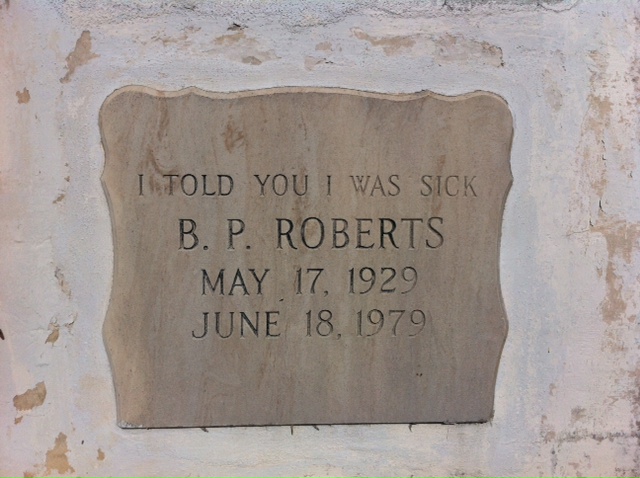 I TOLD YOU I WAS SICK
B. P. ROBERTS
MAY 17, 1929
JUNE 18, 1979